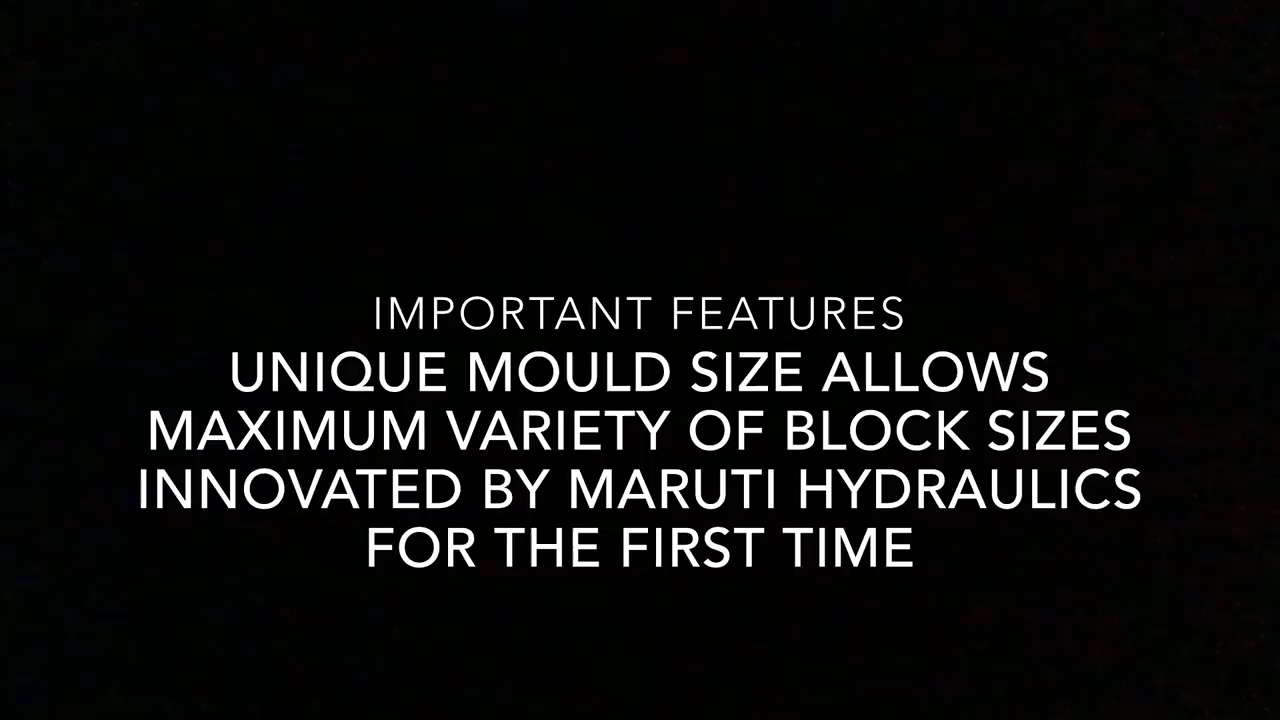 IMPORTANT FEATURES
UNIQUE MOULD SIZE ALLOWS
MAXIMUM VARIETY OF BLOCK SIZES
INNOVATED BY MARUTI HYDRAULICS
FOR THE FIRST TIME